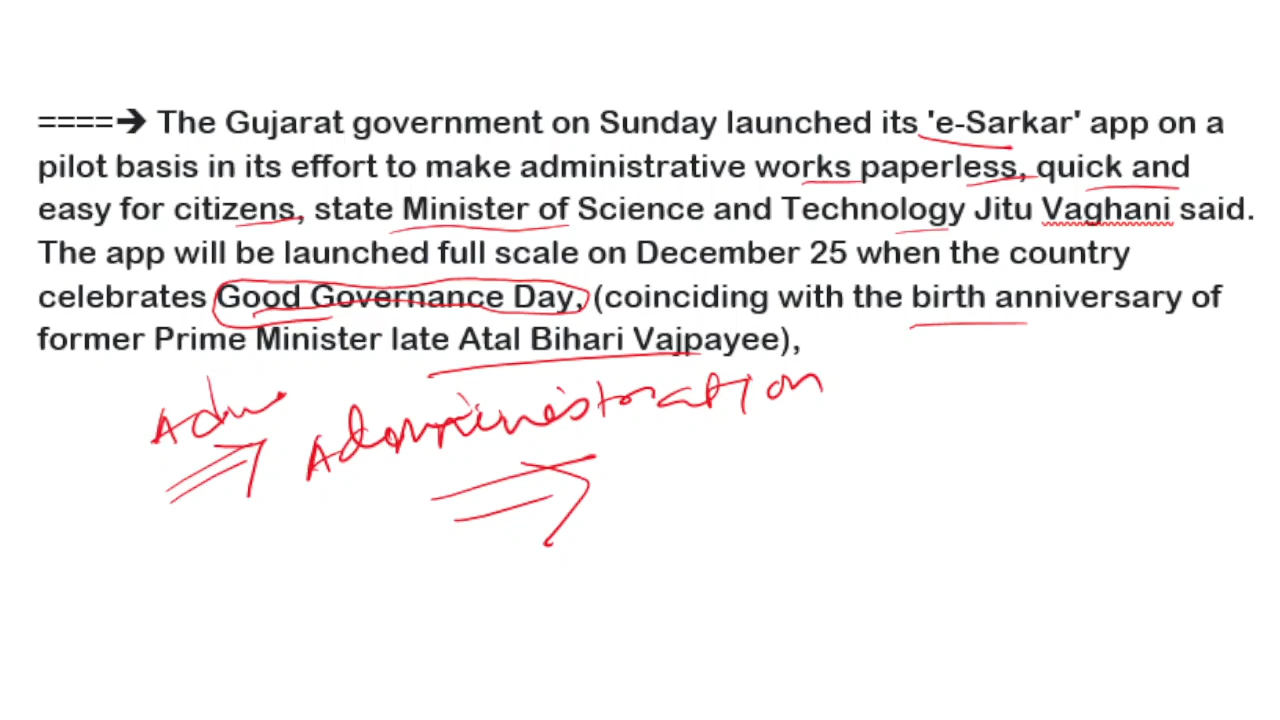 ====➔ The Gujarat government on Sunday launched its 'e-Sarkar' app on a
pilot basis in its effort to make administrative works paperless, quick and
easy for citizens, state Minister of Science and Technology Jitu Vaghani said.
The app will be launched full scale on December 25 when the country
celebrates Good Governance Day, (coinciding with the birth anniversary of
former Prime Minister late Atal Bihari Vajpayee),
Adm Administration